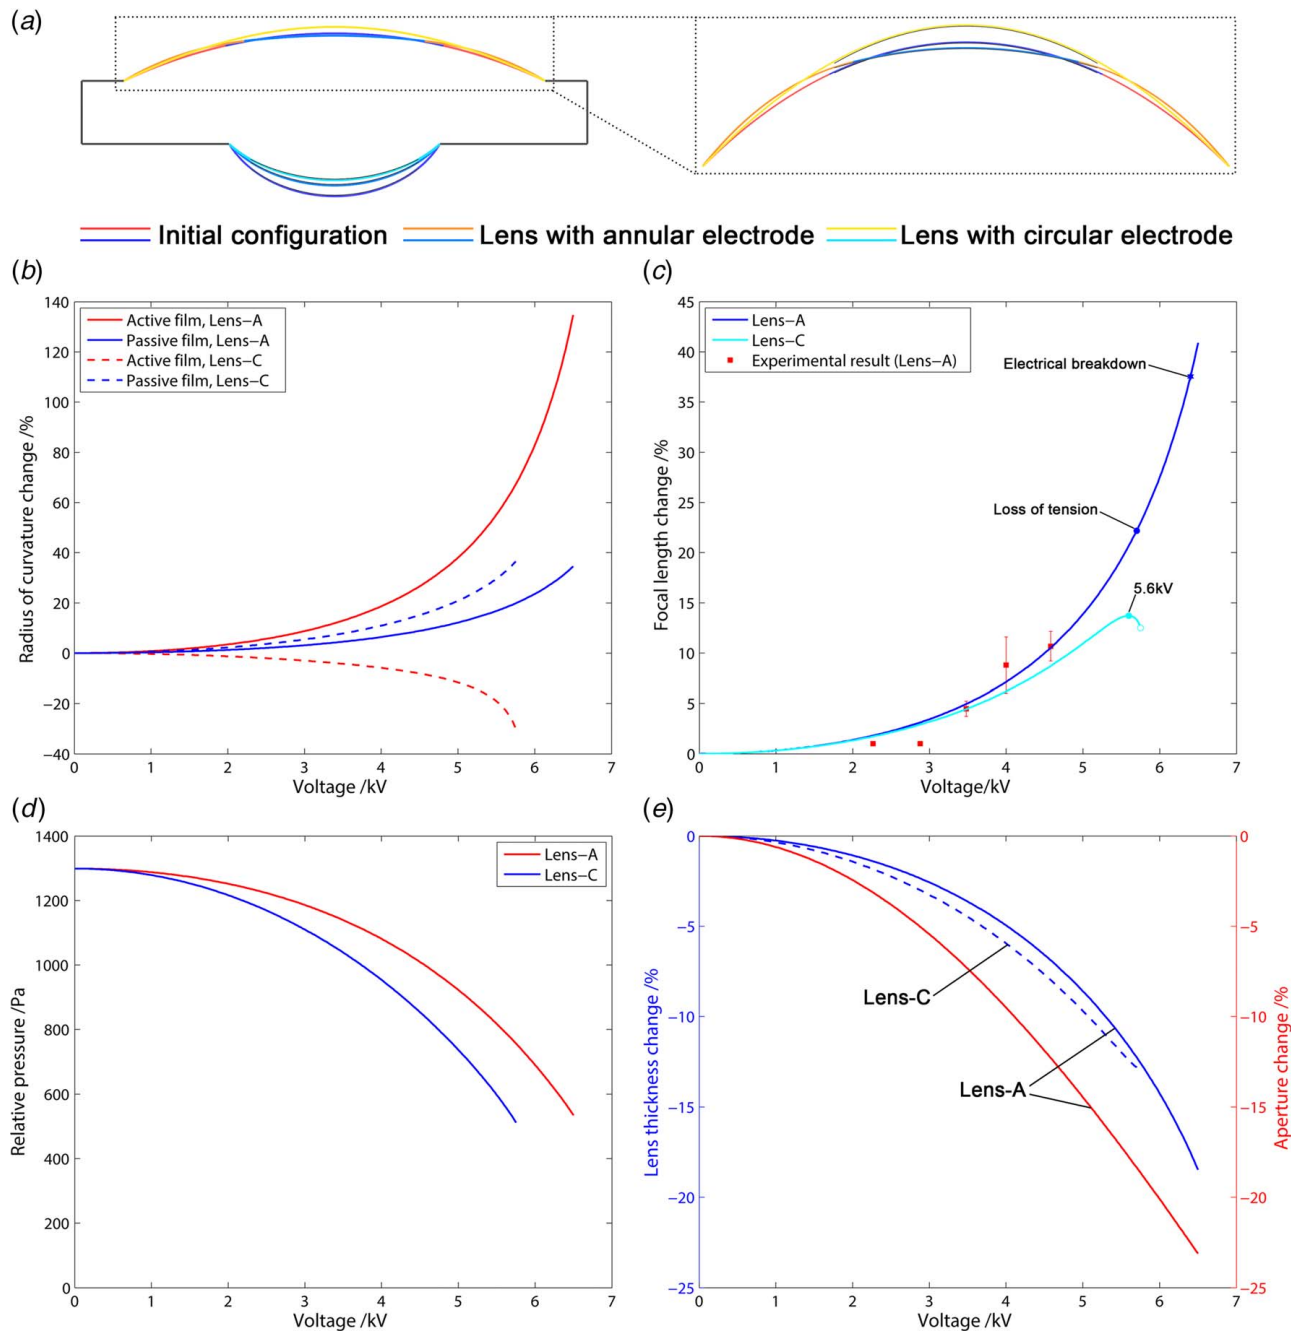 (a)
Initial configuration
Lens with annular electrode
Lens with circular electrode
(b)
140
120
100
80
60
40
20
0
−20
−40
Radius of curvature change /%
Active film, Lens−A
Passive film, Lens−A
Active film, Lens−C
Passive film, Lens−C
0 1 2 3 4 5 6 7
Voltage /kV
(c)
45
40
35
30
25
20
15
10
5
0
Focal length change /%
Lens−A
Lens−C
Experimental result (Lens−A)
Electrical breakdown
Loss of tension
5.6kV
0 1 2 3 4 5 6 7
Voltage/kV
(d)
1400
1200
1000
800
600
400
200
0
Relative pressure /Pa
Lens−A
Lens−C
0 1 2 3 4 5 6 7
Voltage /kV
(e)
0
−5
−10
−15
−20
−25
Lens thickness change /%
Lens-C
Lens-A
0
−5
−10
−15
−20
−25
Aperture change /%
0 1 2 3 4 5 6 7
Voltage /kV